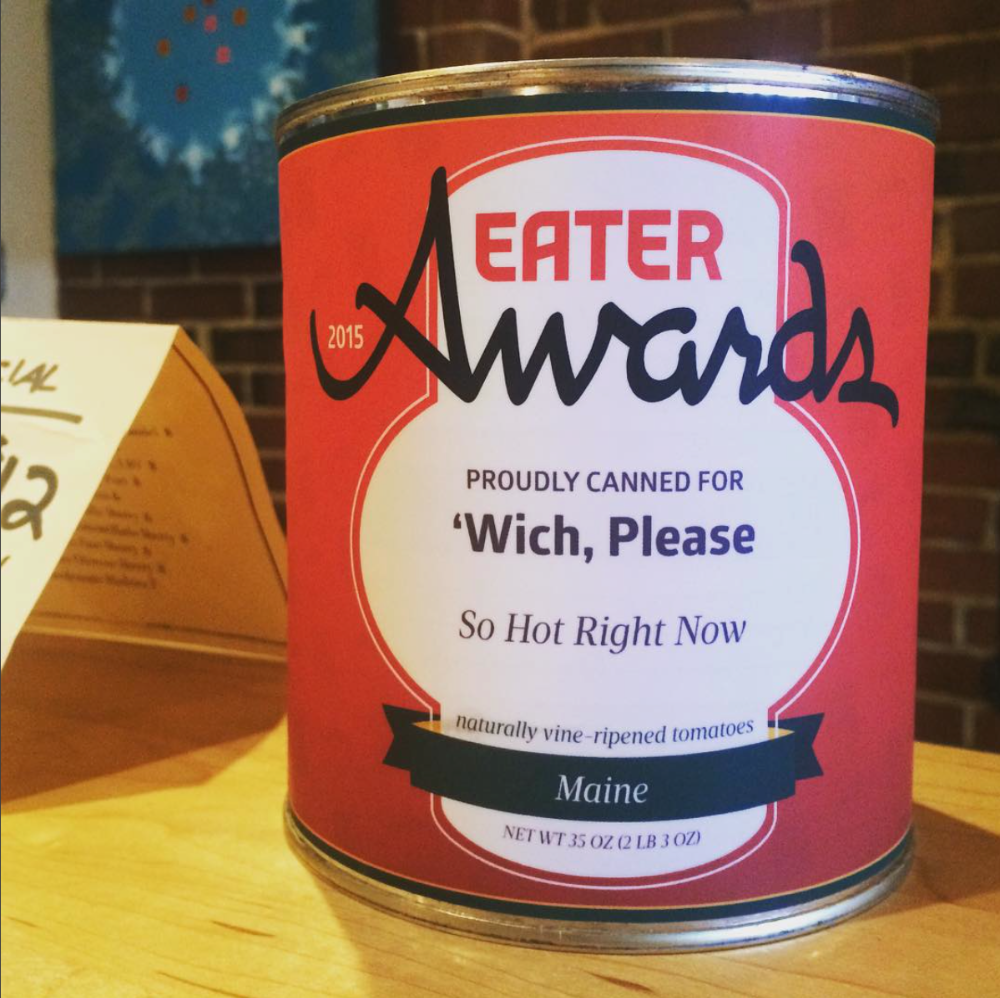 EATER
Awards
2015
PROUDLY CANNED FOR
‘Wich, Please
So Hot Right Now
naturally vine-ripened tomatoes
Maine
NET WT 35 OZ (2 LB 3 OZ)